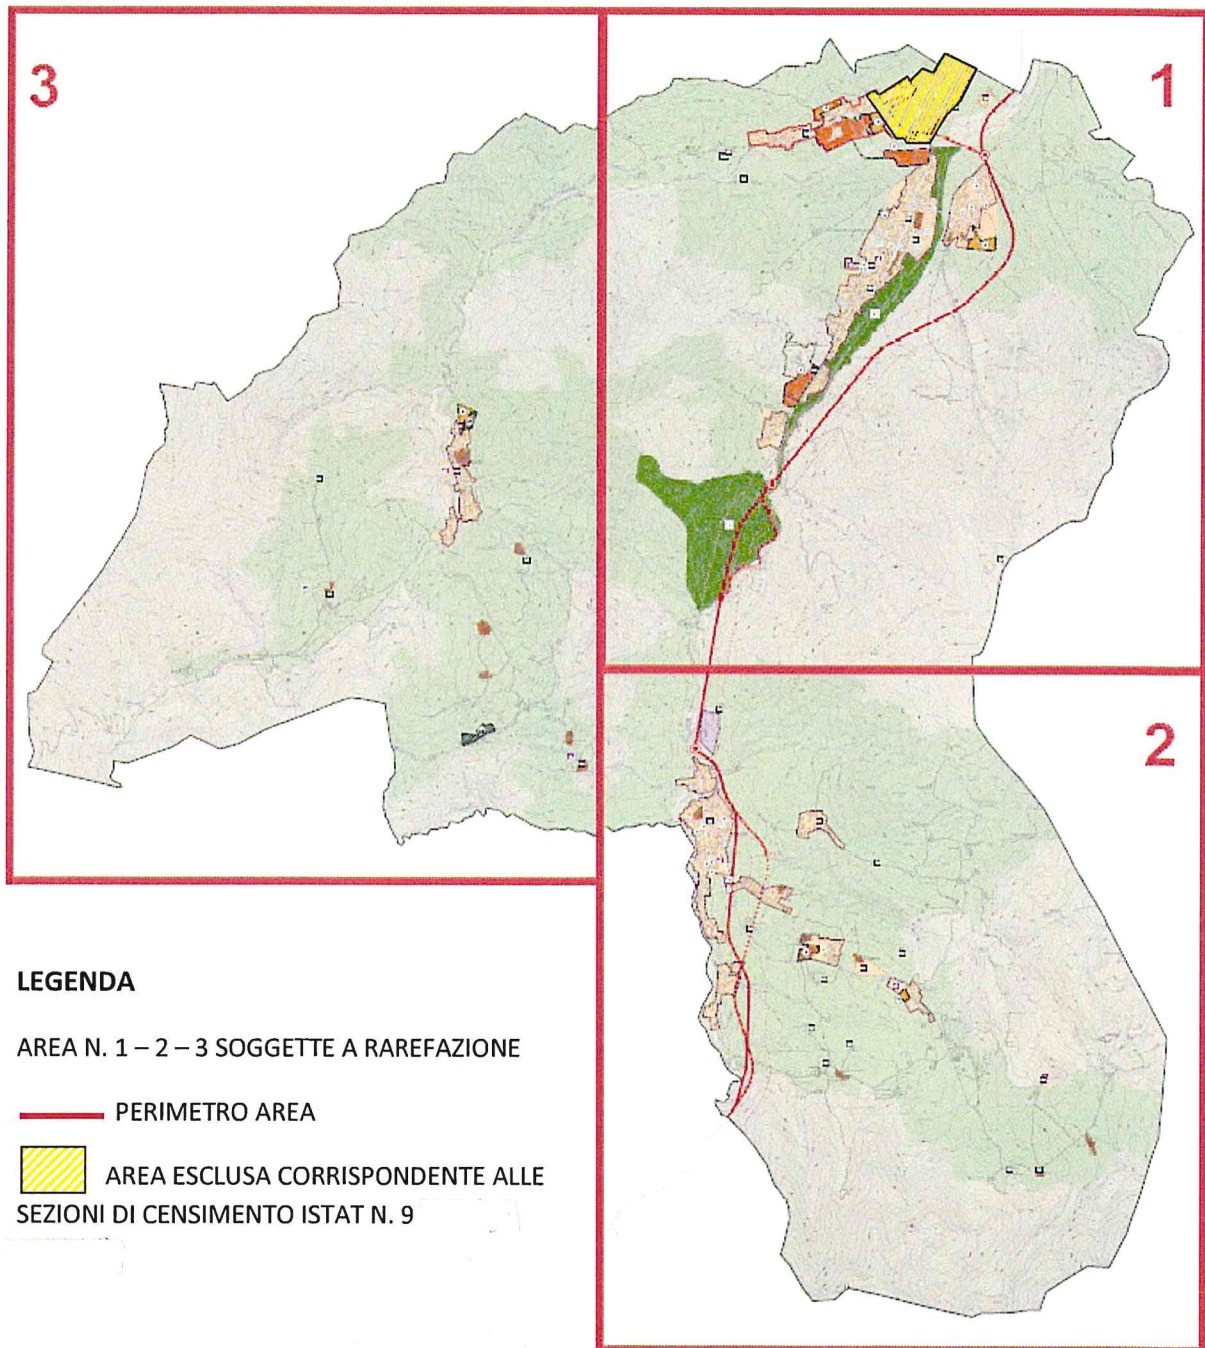 3
1
2
LEGENDA
AREA N. 1 – 2 – 3 SOGGETTE A RAREFAZIONE
PERIMETRO AREA
AREA ESCLUSA CORRISPONDENTE ALLE
SEZIONI DI CENSIMENTO ISTAT N. 9